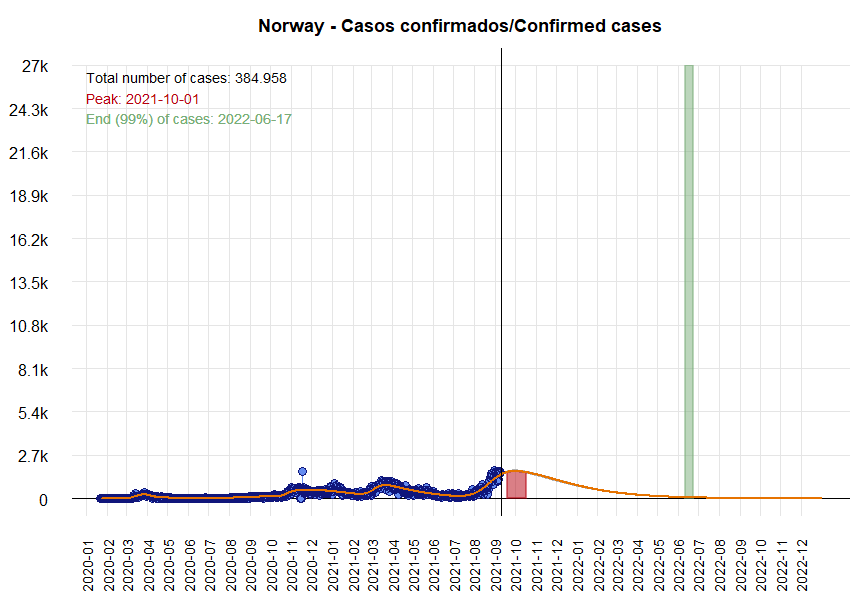 Norway - Casos confirmados/Confirmed cases
Total number of cases: 384.958
Peak: 2021-10-01
End (99%) of cases: 2022-06-17
27k
24.3k
21.6k
18.9k
16.2k
13.5k
10.8k
8.1k
5.4k
2.7k
0
2020-01
2020-02
2020-03
2020-04
2020-05
2020-06
2020-07
2020-08
2020-09
2020-10
2020-11
2020-12
2021-01
2021-02
2021-03
2021-04
2021-05
2021-06
2021-07
2021-08
2021-09
2021-10
2021-11
2021-12
2022-01
2022-02
2022-03
2022-04
2022-05
2022-06
2022-07
2022-08
2022-09
2022-10
2022-11
2022-12